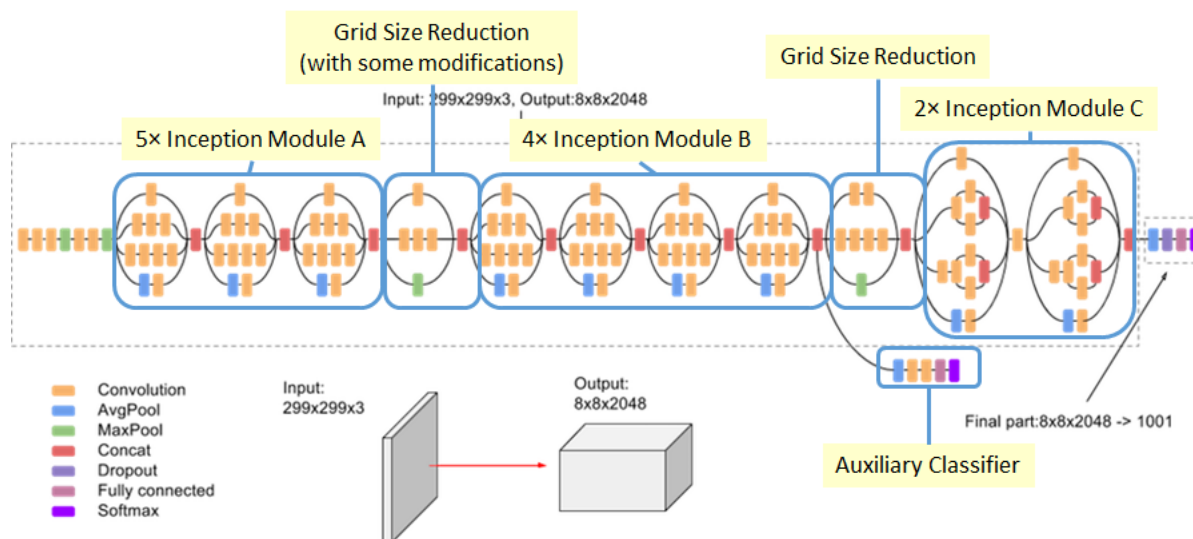 Grid Size Reduction
(with some modifications)
Grid Size Reduction
Input: 299x299x3, Output:8x8x2048
5× Inception Module A
4× Inception Module B
2× Inception Module C
Convolution
AvgPool
MaxPool
Concat
Dropout
Fully connected
Softmax
Input:
299x299x3
Output:
8x8x2048
Final part:8x8x2048 -> 1001
Auxiliary Classifier